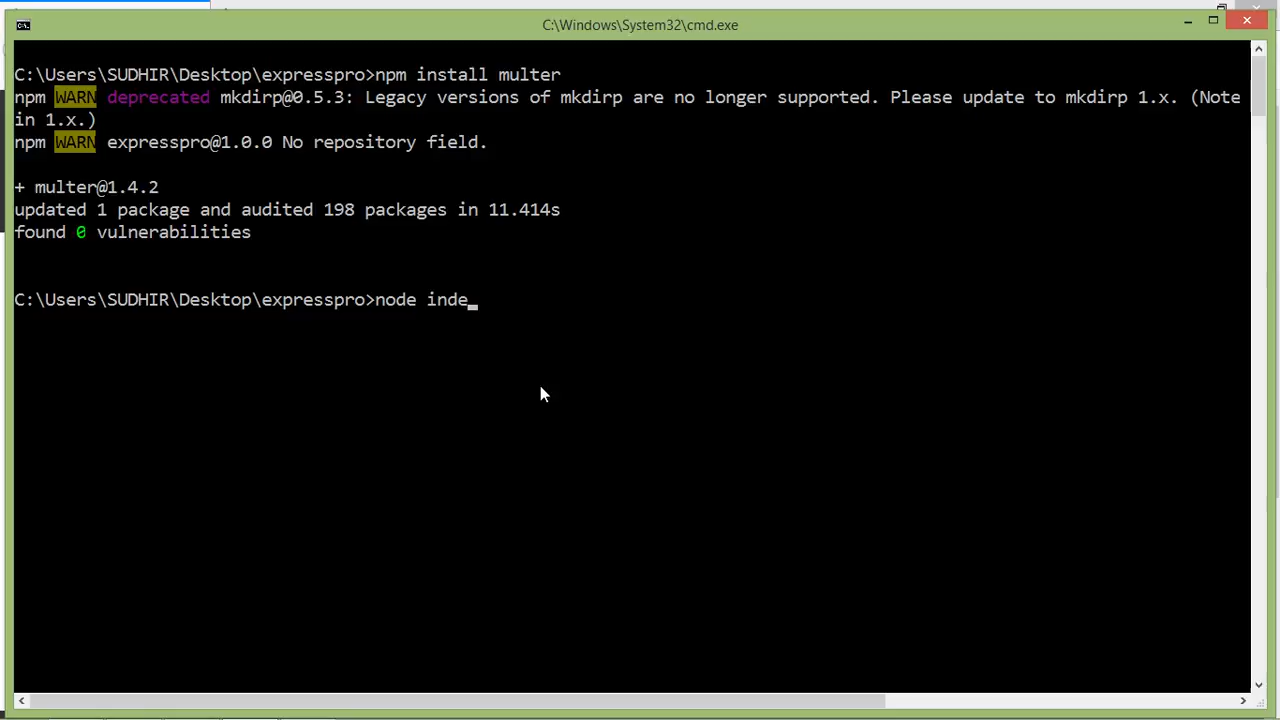 C:\Windows\System32\cmd.exe
C:\Users\SUDHIR\Desktop\expresspro>npm install multer
npm WARN deprecated mkdirp@0.5.3: Legacy versions of mkdirp are no longer supported. Please update to mkdirp 1.x. (Note
in 1.x.)
npm WARN expresspro@1.0.0 No repository field.
+ multer@1.4.2
updated 1 package and audited 198 packages in 11.414s
found 0 vulnerabilities
C:\Users\SUDHIR\Desktop\expresspro>node inde_